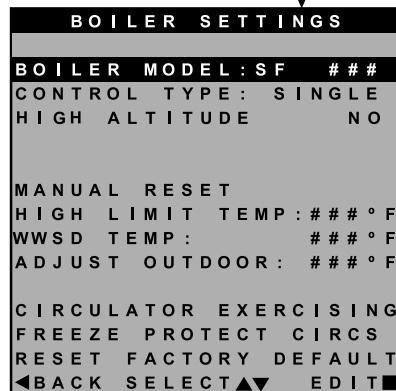 BOILER SETTINGS
BOILER MODEL:SF ###
CONTROL TYPE: SINGLE
HIGH ALTITUDE NO
MANUAL RESET
HIGH LIMIT TEMP:###°F
WWSD TEMP: ###°F
ADJUST OUTDOOR: ###°F
CIRCULATOR EXERCISING
FREEZE PROTECT CIRCS
RESET FACTORY DEFAULT
◀BACK SELECT▲▼ EDIT■